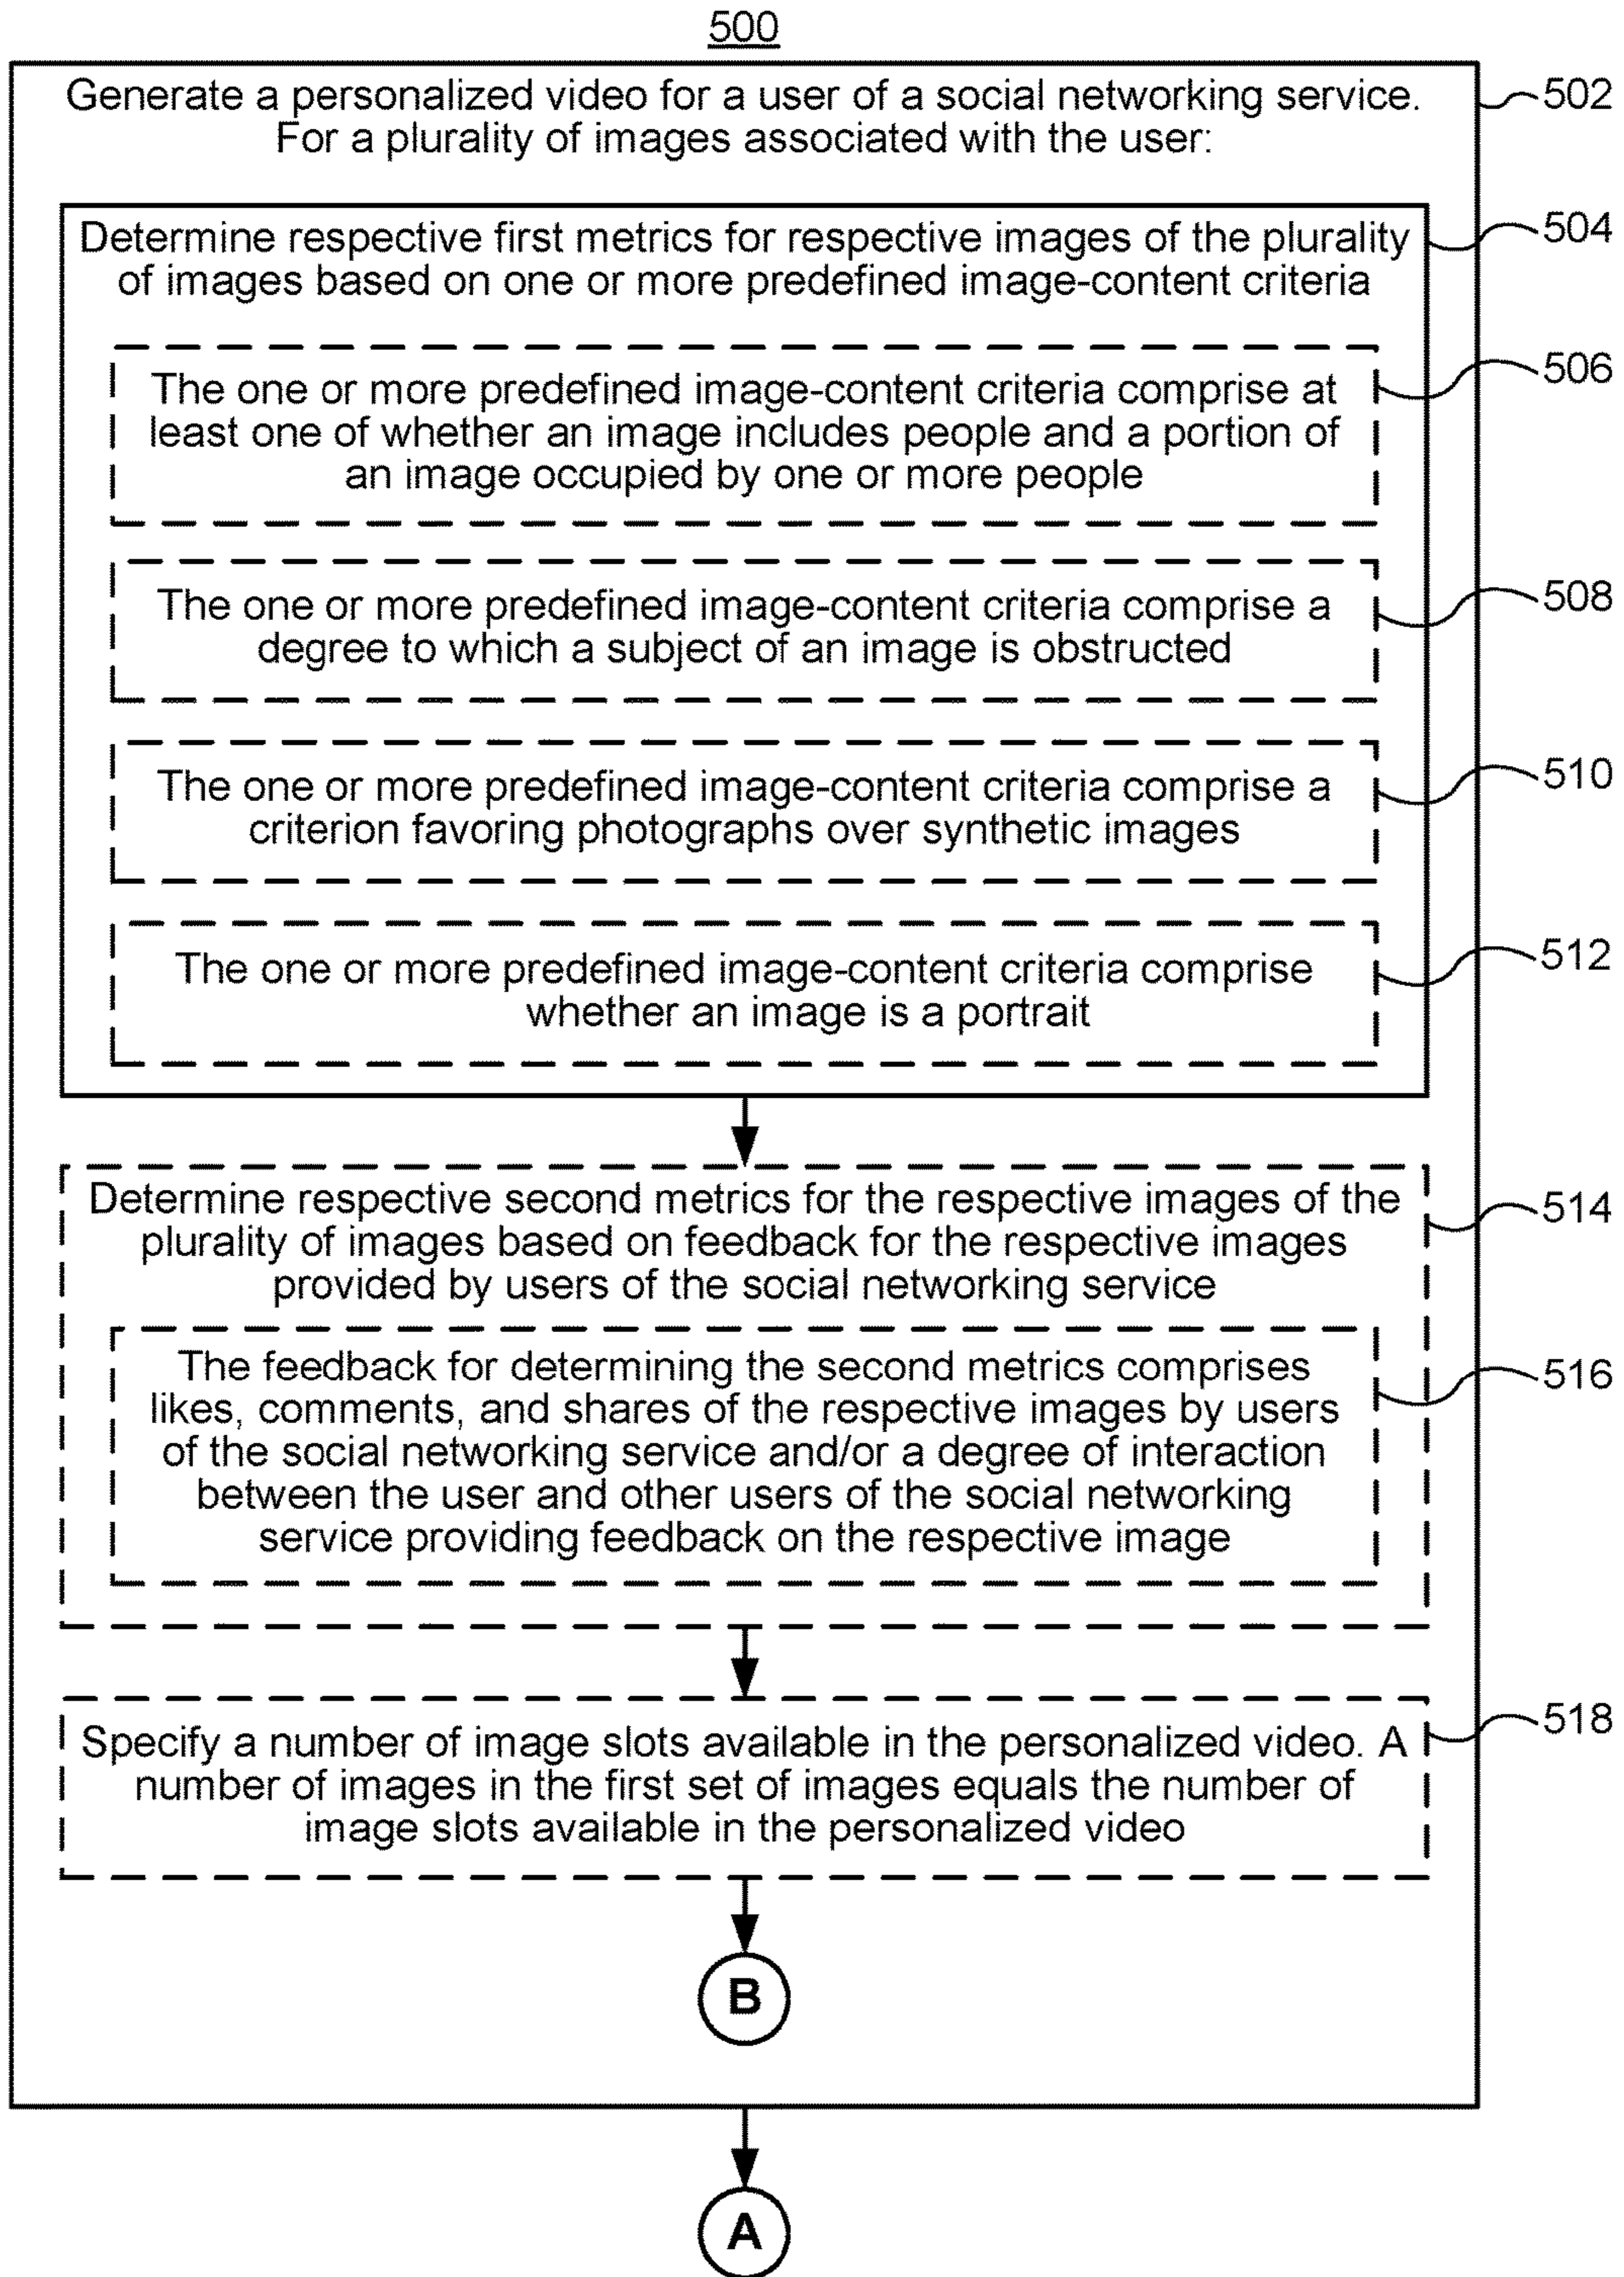 500
Generate a personalized video for a user of a social networking service.
For a plurality of images associated with the user:
502
Determine respective first metrics for respective images of the plurality
of images based on one or more predefined image-content criteria
504
The one or more predefined image-content criteria comprise at
least one of whether an image includes people and a portion of
an image occupied by one or more people
506
The one or more predefined image-content criteria comprise a
degree to which a subject of an image is obstructed
508
The one or more predefined image-content criteria comprise a
criterion favoring photographs over synthetic images
510
The one or more predefined image-content criteria comprise
whether an image is a portrait
512
Determine respective second metrics for the respective images of the
plurality of images based on feedback for the respective images
provided by users of the social networking service
514
The feedback for determining the second metrics comprises
likes, comments, and shares of the respective images by users
of the social networking service and/or a degree of interaction
between the user and other users of the social networking
service providing feedback on the respective image
516
Specify a number of image slots available in the personalized video. A
number of images in the first set of images equals the number of
image slots available in the personalized video
518
B
A